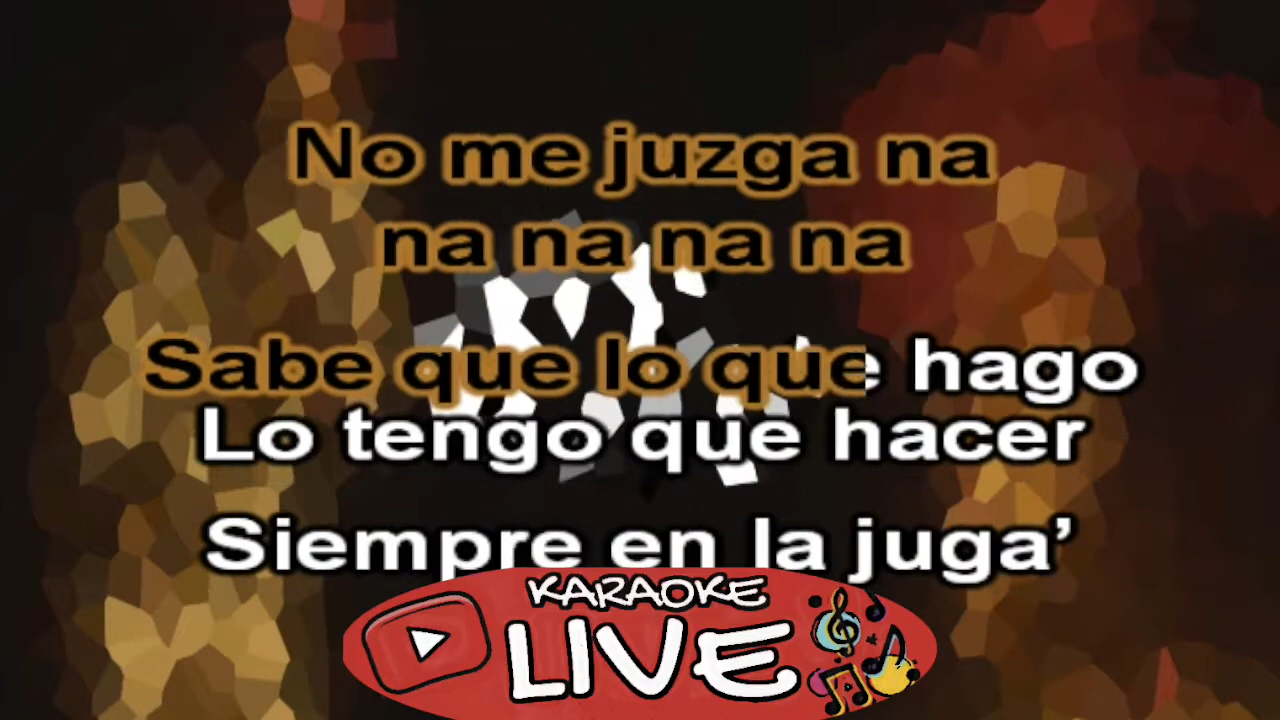 No me juzga na
na na na na
Sabe que lo que hago
Lo tengo que hacer
Siempre en la juga’
KARAOKE
LIVE